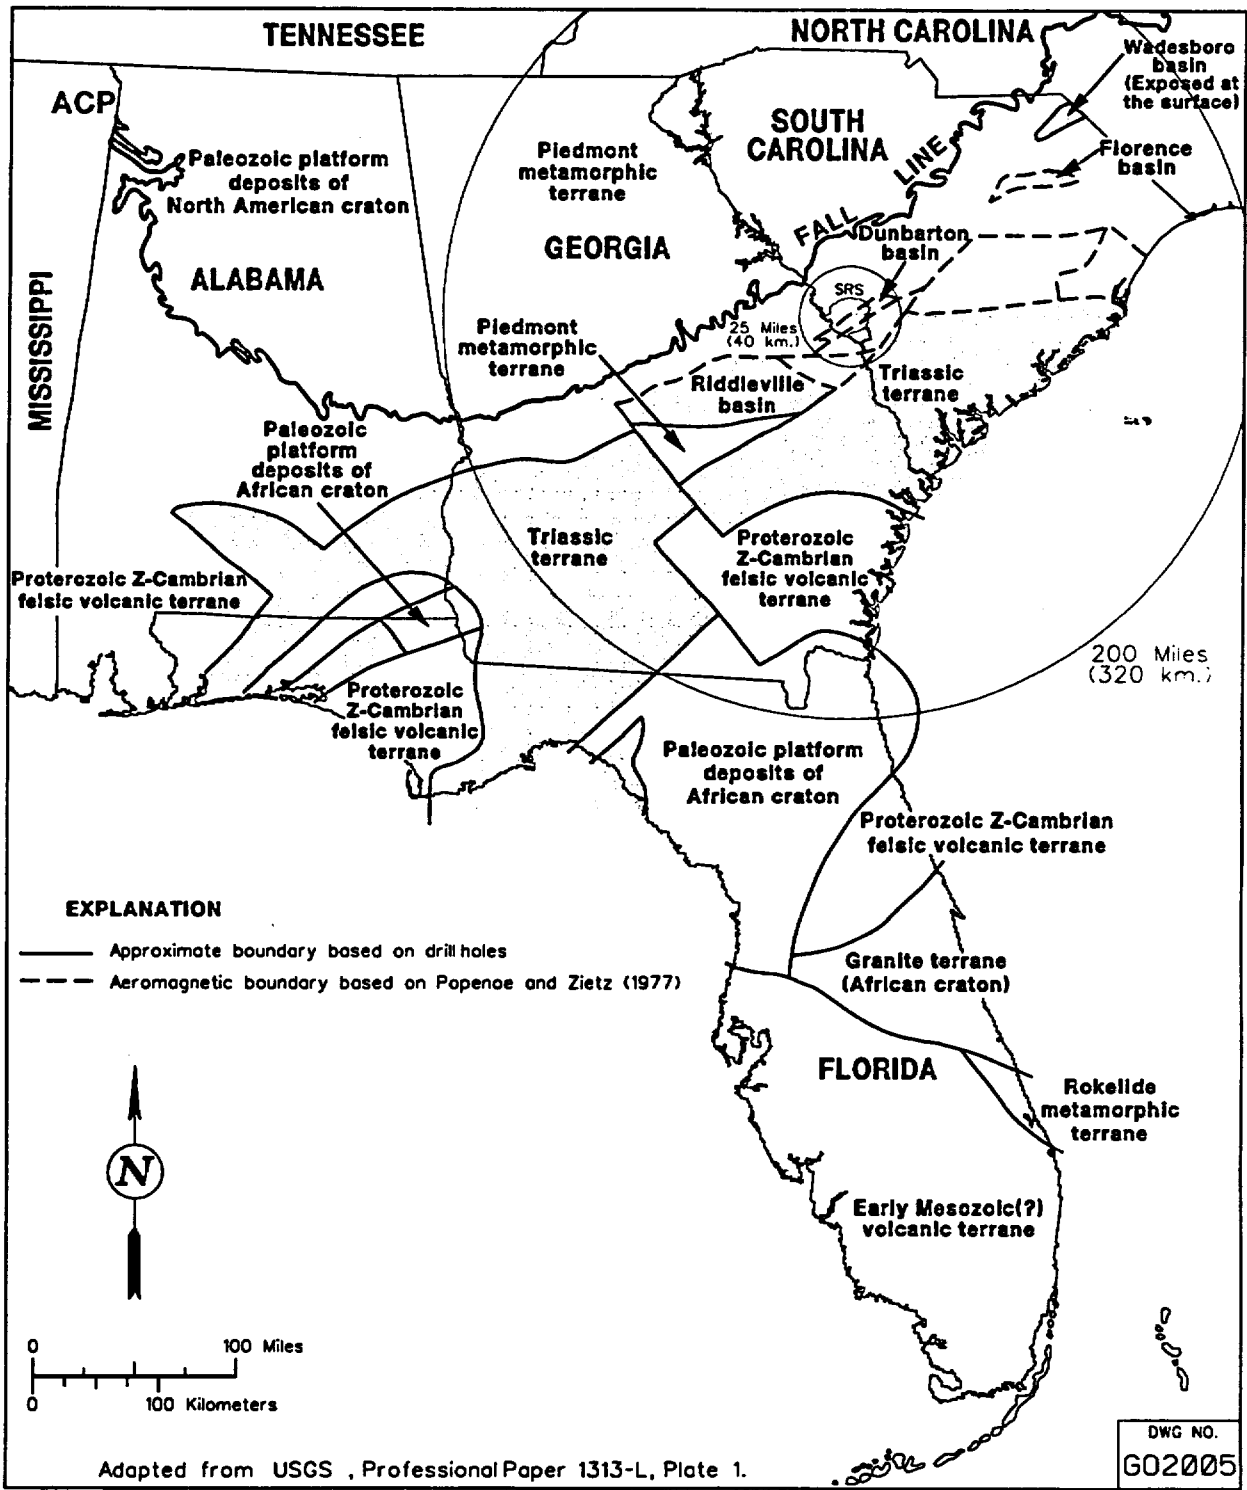 TENNESSEE
NORTH CAROLINA
Wadesboro
basin
(Exposed at
the surface)
ACP
SOUTH
CAROLINA
Paleozoic platform
deposits of
North American craton
Piedmont
metamorphic
terrane
FALL LINE
Florence
basin
GEORGIA
Dunbarton
basin
ALABAMA
MISSISSIPPI
SRS
25 Miles
(40 km.)
Piedmont
metamorphic
terrane
Riddleville
basin
Triassic
terrane
Paleozoic
platform
deposits of
African craton
Triassic
terrane
Proterozoic
Z-Cambrian
felsic volcanic
terrane
Proterozoic Z-Cambrian
felsic volcanic terrane
200 Miles
(320 km.)
Proterozoic
Z-Cambrian
felsic volcanic
terrane
Paleozoic platform
deposits of
African craton
Proterozoic Z-Cambrian
felsic volcanic terrane
EXPLANATION
Approximate boundary based on drill holes
Aeromagnetic boundary based on Popenoe and Zietz (1977)
Granite terrane
(African craton)
FLORIDA
Rokelide
metamorphic
terrane
N
Early Mesozoic(?)
volcanic terrane
0 100 Miles
0 100 Kilometers
Adapted from USGS , Professional Paper 1313-L, Plate 1.
DWG NO.
GO2005